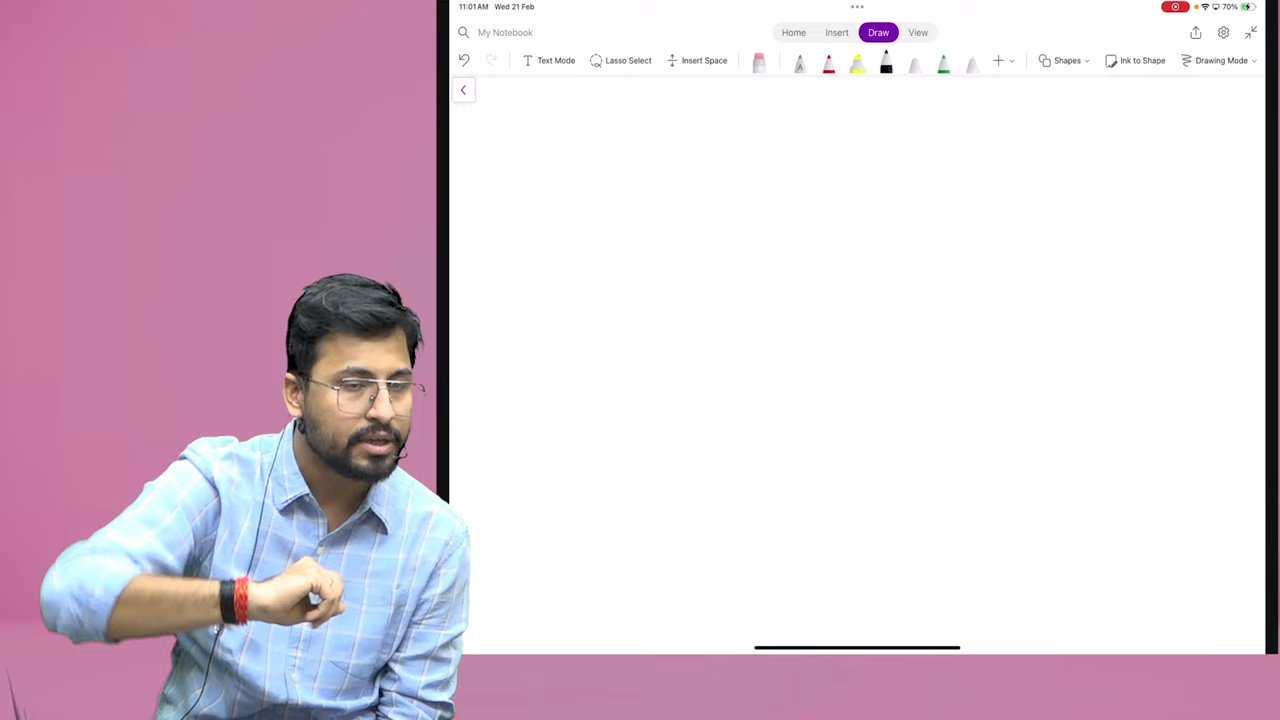 11:01 AM Wed 21 Feb
70%
My Notebook
Home Insert Draw View
Text Mode Lasso Select Insert Space Shapes Ink to Shape Drawing Mode